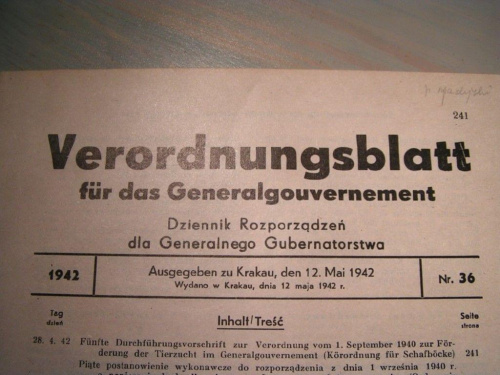 241
Verordnungsblatt
für das Generalgouvernement
Dziennik Rozporządzeń
dla Generalnego Gubernatorstwa
1942
Ausgegeben zu Krakau, den 12. Mai 1942
Wydano w Krakau, dnia 12 maja 1942 r.
Nr. 36
Tag
dzień
Inhalt/Treść
Seite
strona
28. 4. 42 Fünfte Durchführungsvorschrift zur Verordnung vom 1. September 1940 zur För-
derung der Tierzucht im Generalgouvernement (Körordnung für Schafböcke) 241
Piąte postanowienie wykonawcze do rozporządzenia z dnia 1 września 1940 r.